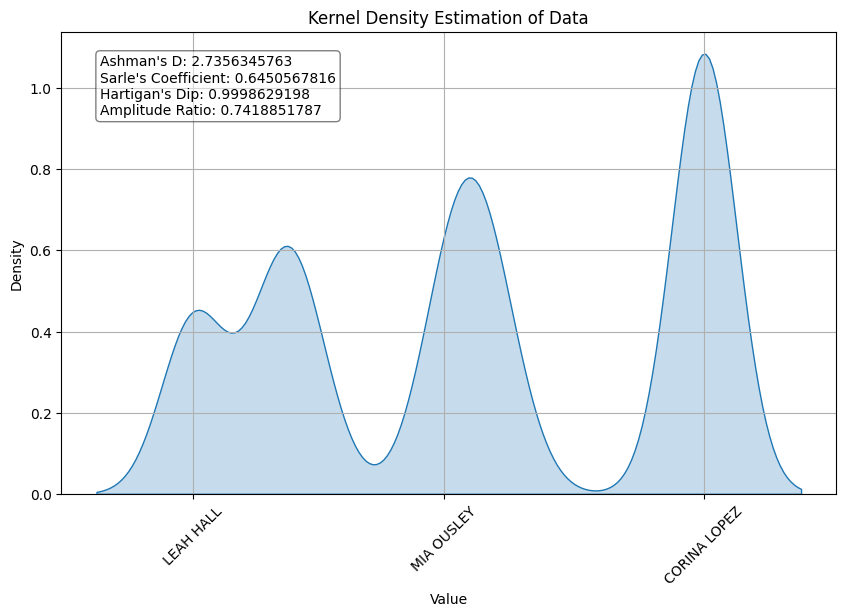 Kernel Density Estimation of Data
Ashman's D: 2.7356345763
Sarle's Coefficient: 0.6450567816
Hartigan's Dip: 0.9998629198
Amplitude Ratio: 0.7418851787
Density
1.0
0.8
0.6
0.4
0.2
0.0
LEAH HALL
MIA OUSLEY
CORINA LOPEZ
Value